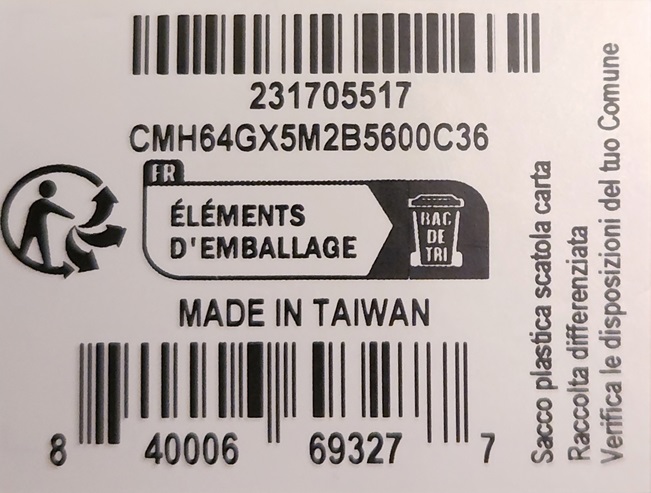 231705517
CMH64GX5M2B5600C36
FR
ÉLÉMENTS
D'EMBALLAGE
BAC
DE
TRI
MADE IN TAIWAN
8 40006 69327 7
Sacco plastica scatola carta
Raccolta differenziata
Verifica le disposizioni del tuo Comune